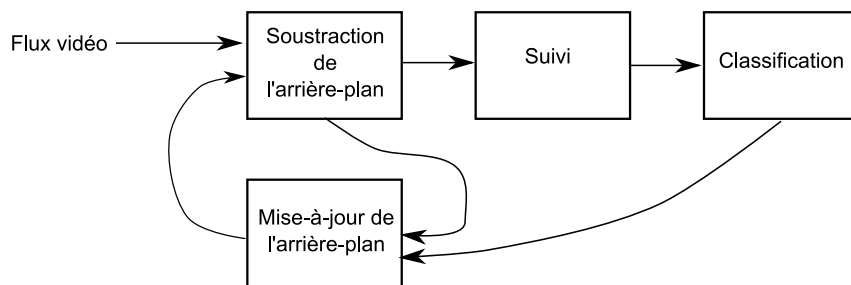 Flux vidéo
Soustraction
de
l'arrière-plan
Suivi
Classification
Mise-à-jour de
l'arrière-plan